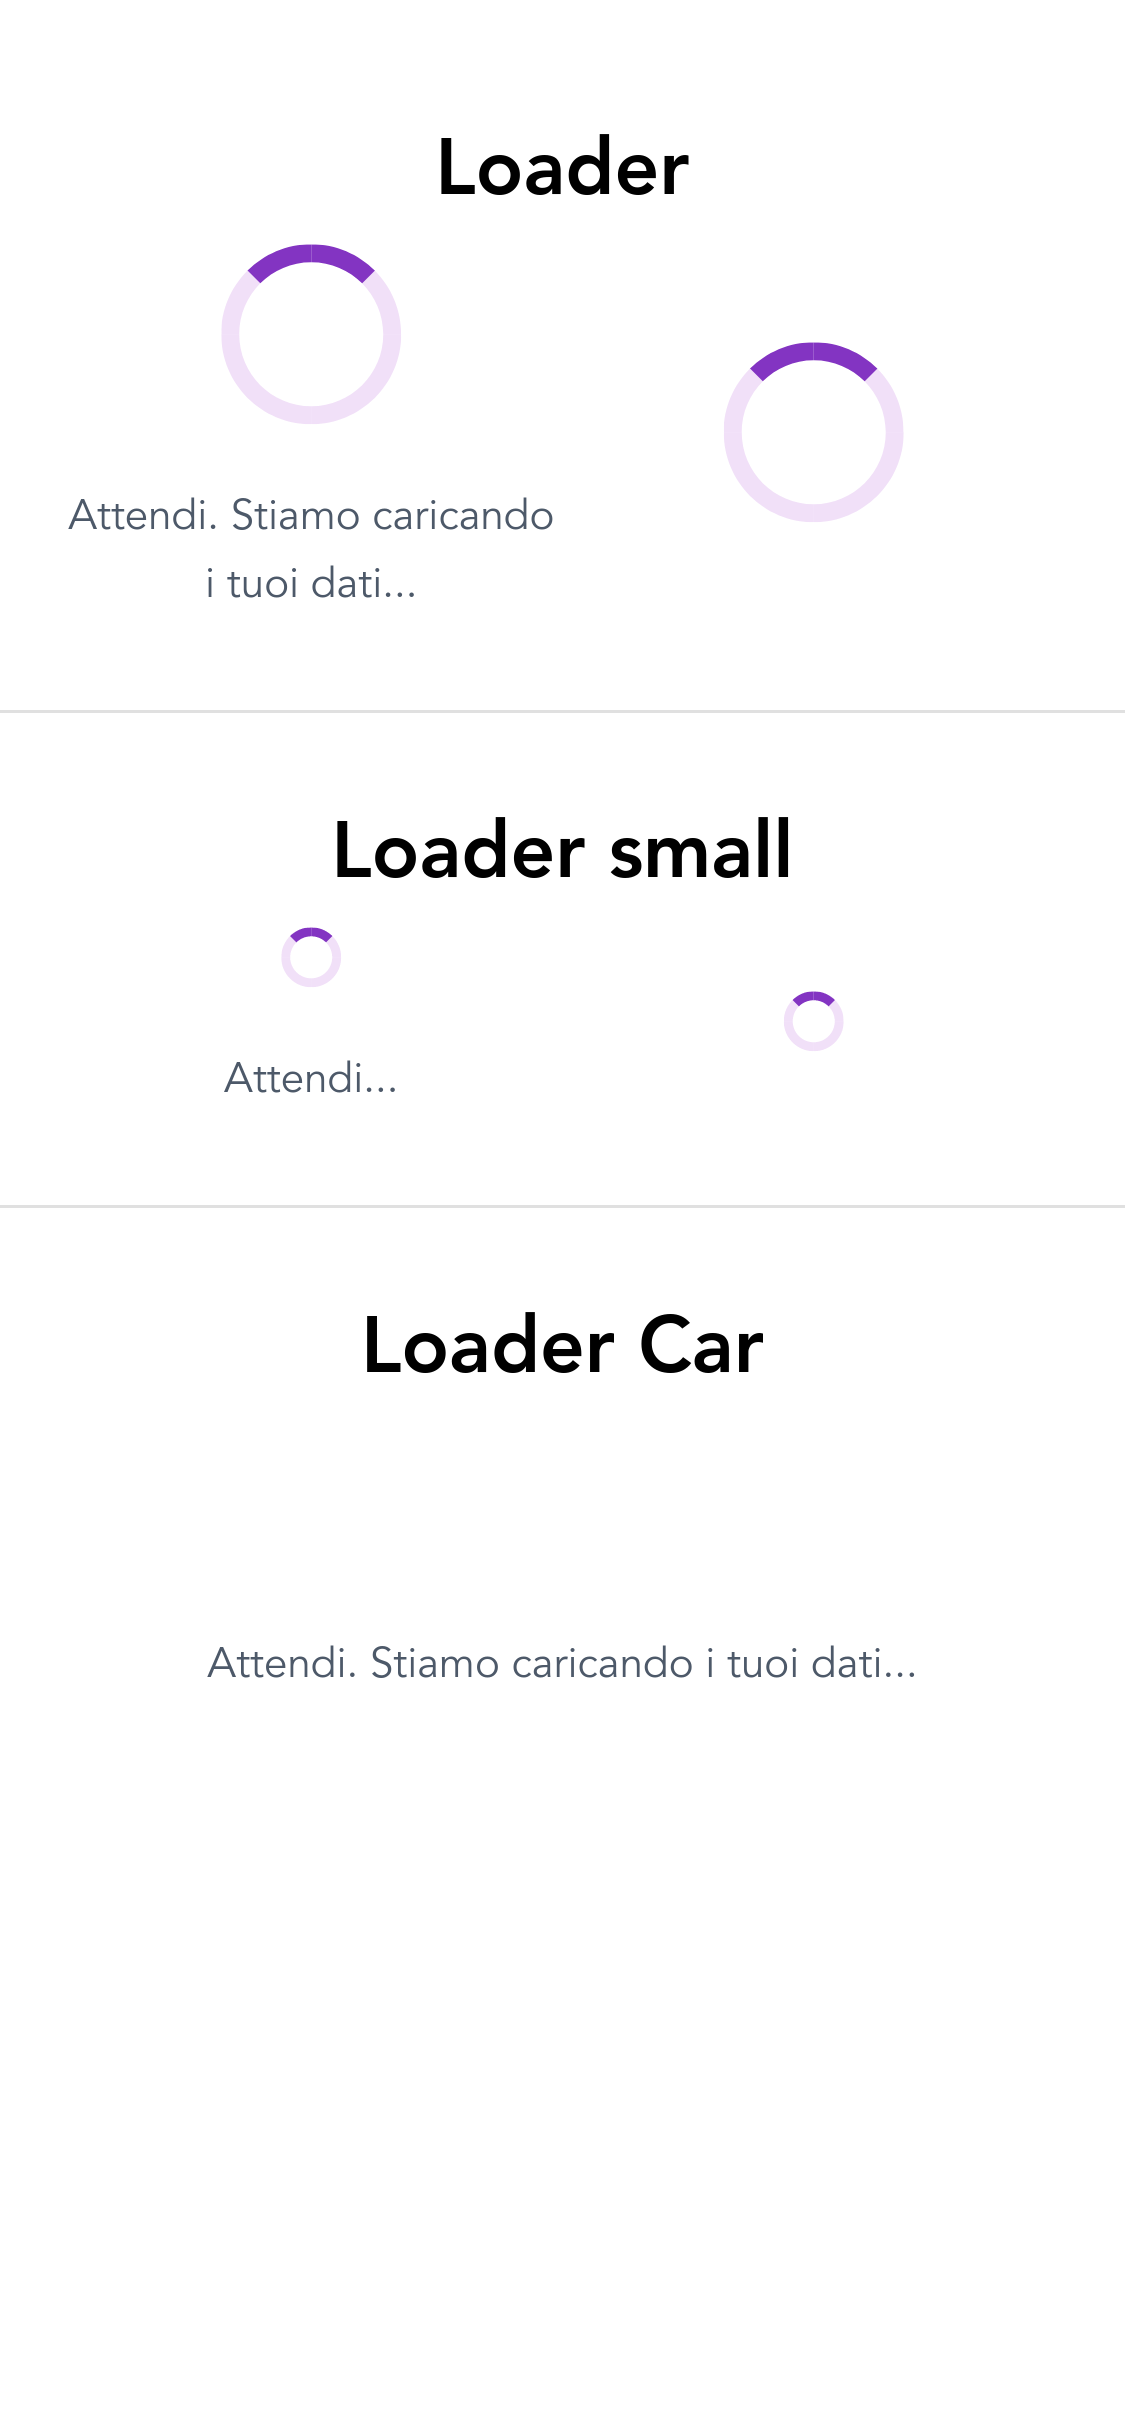 Loader
Attendi. Stiamo caricando
i tuoi dati...
Loader small
Attendi...
Loader Car
Attendi. Stiamo caricando i tuoi dati...